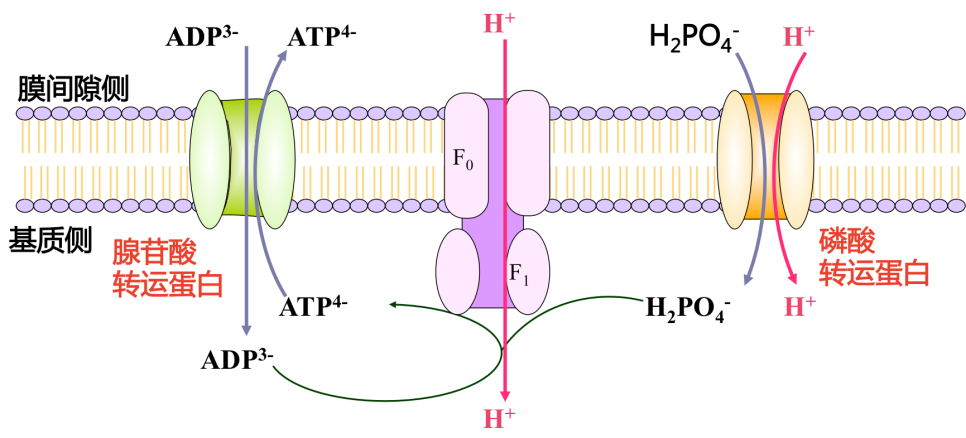 ADP³⁻ ATP⁴⁻
H⁺
H₂PO₄⁻ H⁺
膜间隙侧
F₀
基质侧
腺苷酸
转运蛋白
F₁
磷酸
转运蛋白
ATP⁴⁻
H₂PO₄⁻ H⁺
ADP³⁻
H⁺